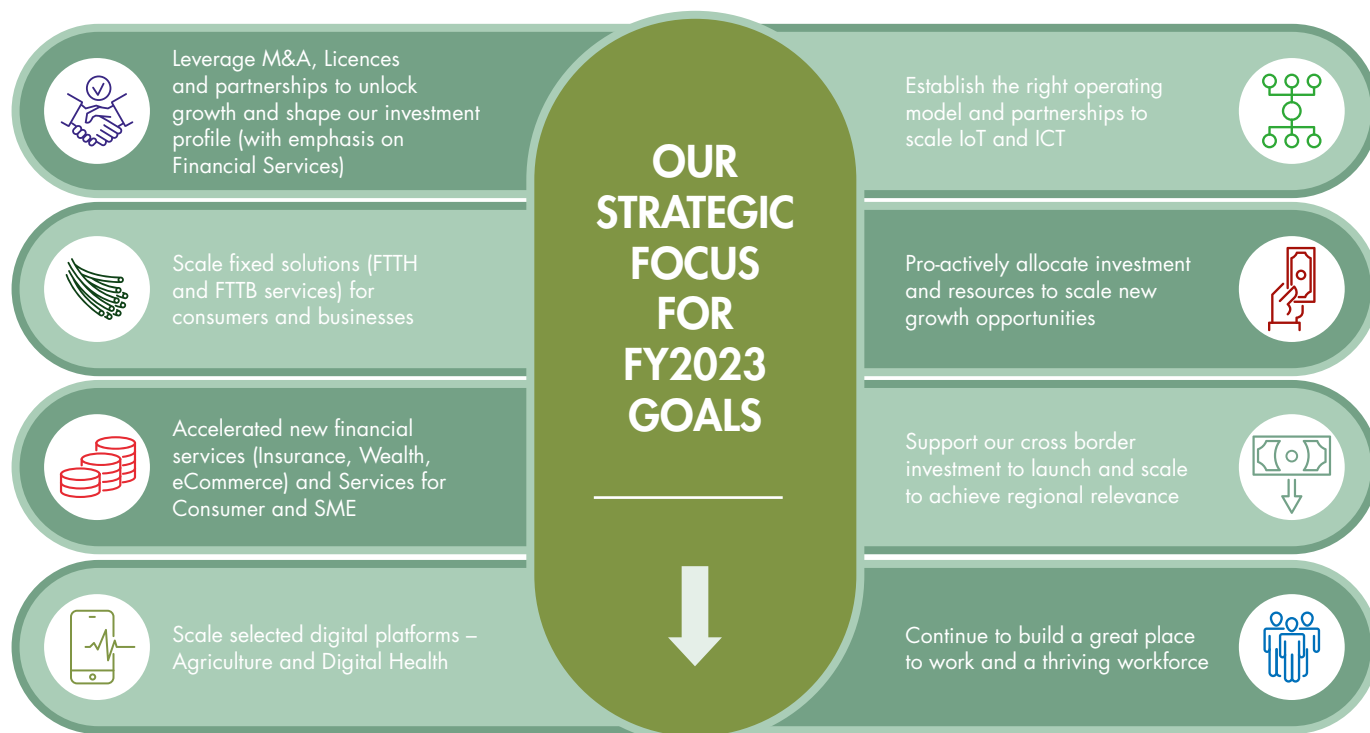 OUR
STRATEGIC
FOCUS
FOR
FY2023
GOALS
Leverage M&A, Licences
and partnerships to unlock
growth and shape our investment
profile (with emphasis on
Financial Services)
Scale fixed solutions (FTTH
and FTTB services) for
consumers and businesses
Accelerated new financial
services (Insurance, Wealth,
eCommerce) and Services for
Consumer and SME
Scale selected digital platforms –
Agriculture and Digital Health
Establish the right operating
model and partnerships to
scale IoT and ICT
Pro-actively allocate investment
and resources to scale new
growth opportunities
Support our cross border
investment to launch and scale
to achieve regional relevance
Continue to build a great place
to work and a thriving workforce